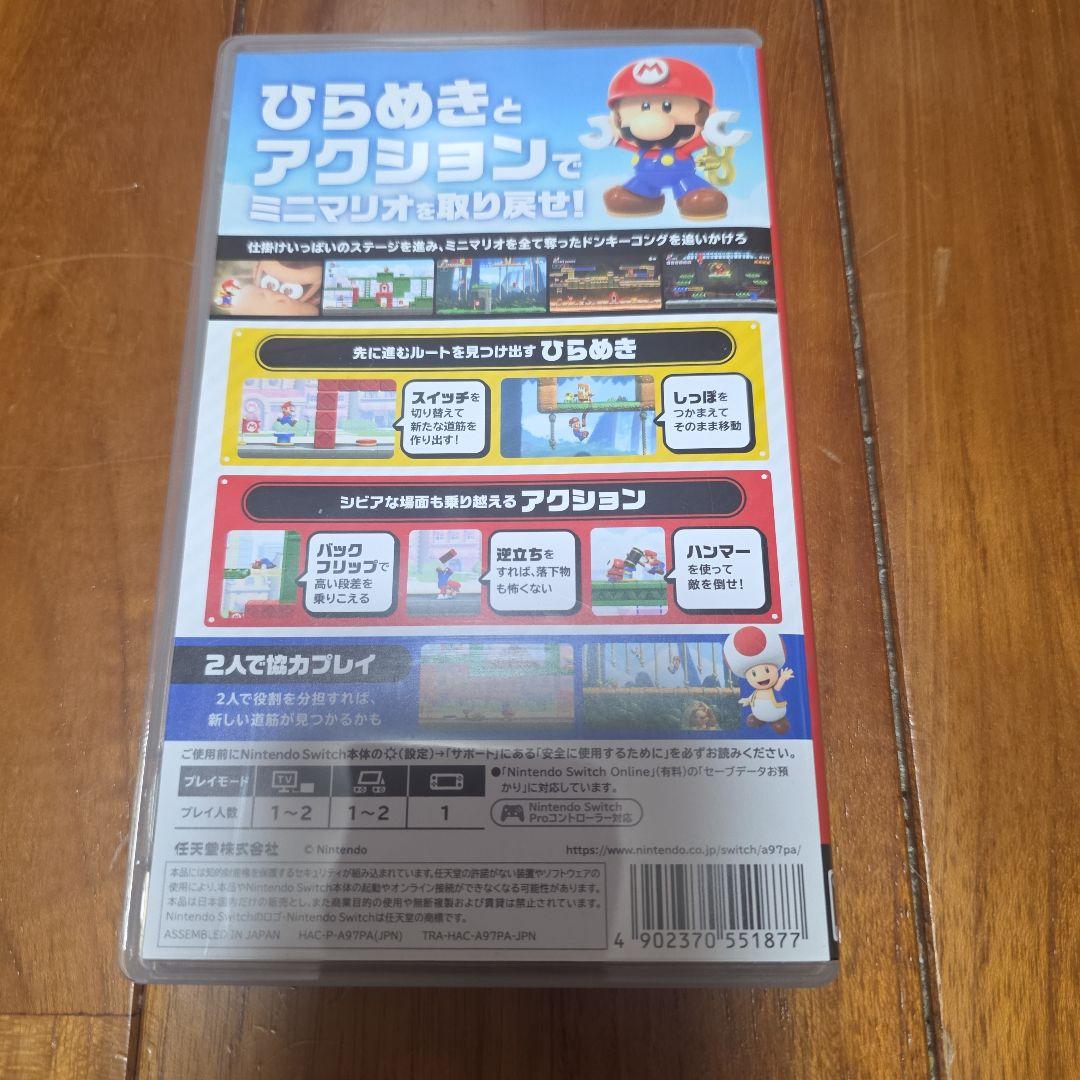 ひらめきと
アクションで
ミニマリオを取り戻せ!
仕掛けいっぱいのステージを進み、ミニマリオを全て奪ったドンキーコングを追いかけろ
先に進むルートを見つけ出す ひらめき
スイッチを
切り替えて
新たな道筋を
作り出す!
しっぽを
つかまえて
そのまま移動
シビアな場面も乗り越える アクション
バック
フリップで
高い段差を
乗りこえる
逆立ちを
すれば、落下物
も怖くない
ハンマー
を使って
敵を倒せ!
2人で協力プレイ
2人で役割を分担すれば、
新しい道筋が見つかるかも
ご使用前にNintendo Switch本体の(設定)→「サポート」にある「安全に使用するために」を必ずお読みください。
プレイモード TV
プレイ人数 1~2 1~2 1
●「Nintendo Switch Online」(有料)の「セーブデータお預
かり」に対応しています。
Nintendo Switch
Proコントローラー対応
任天堂株式会社 © Nintendo https://www.nintendo.co.jp/switch/a97pa/
本品には知的財産権を保護するセキュリティが組み込まれています。任天堂の許諾がない装置やソフトウェアの
使用により、本品やNintendo Switch本体の起動やオンライン接続ができなくなる可能性があります。
本品は日本国内だけの販売とし、また商業目的の使用や無断複製および賃貸は禁止されています。
Nintendo Switchのロゴ・Nintendo Switchは任天堂の商標です。
ASSEMBLED IN JAPAN HAC-P-A97PA(JPN) TRA-HAC-A97PA-JPN
4 902370 551877